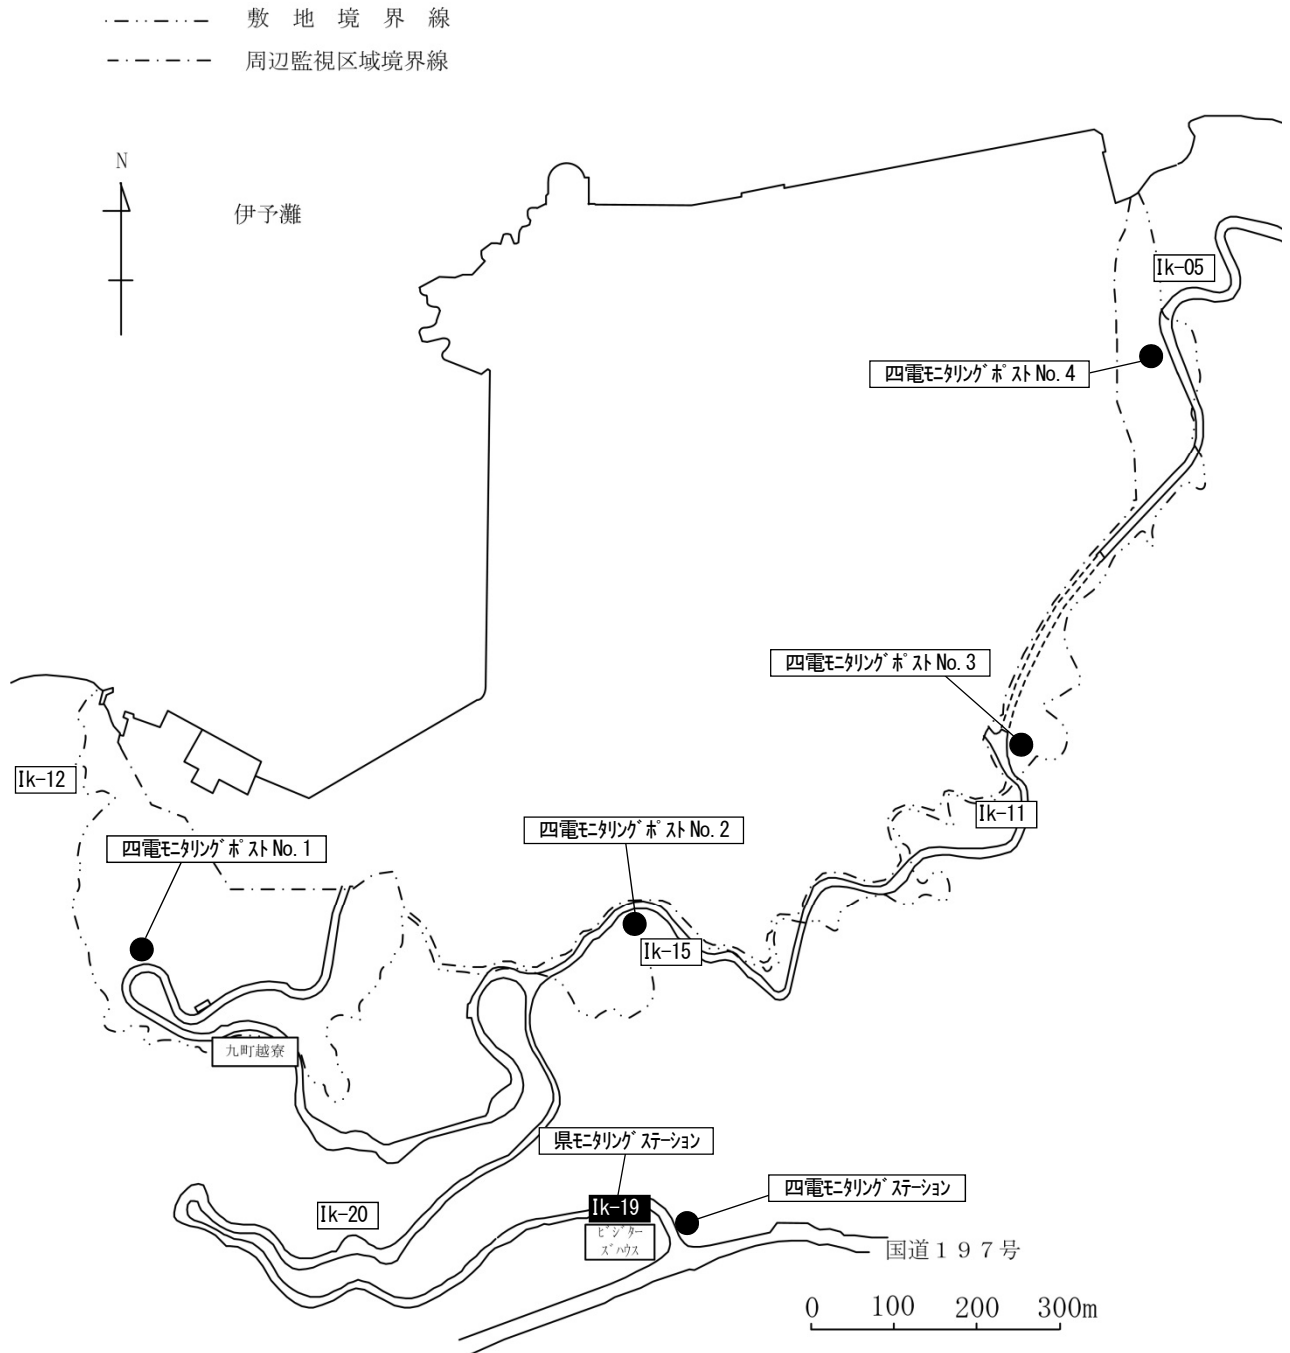 敷地境界線
周辺監視区域境界線
N
伊予灘
Ik-05
四電ﾓﾆﾀﾘﾝｸﾞﾎﾟｽﾄNo.4
四電ﾓﾆﾀﾘﾝｸﾞﾎﾟｽﾄNo.3
Ik-12
Ik-11
四電ﾓﾆﾀﾘﾝｸﾞﾎﾟｽﾄNo.1
四電ﾓﾆﾀﾘﾝｸﾞﾎﾟｽﾄNo.2
Ik-15
九町越寮
県ﾓﾆﾀﾘﾝｸﾞｽﾃｰｼｮﾝ
四電ﾓﾆﾀﾘﾝｸﾞｽﾃｰｼｮﾝ
Ik-20
Ik-19
ﾋﾞｼﾞﾀｰ
ｽﾞﾊｳｽ
国道197号
0 100 200 300m